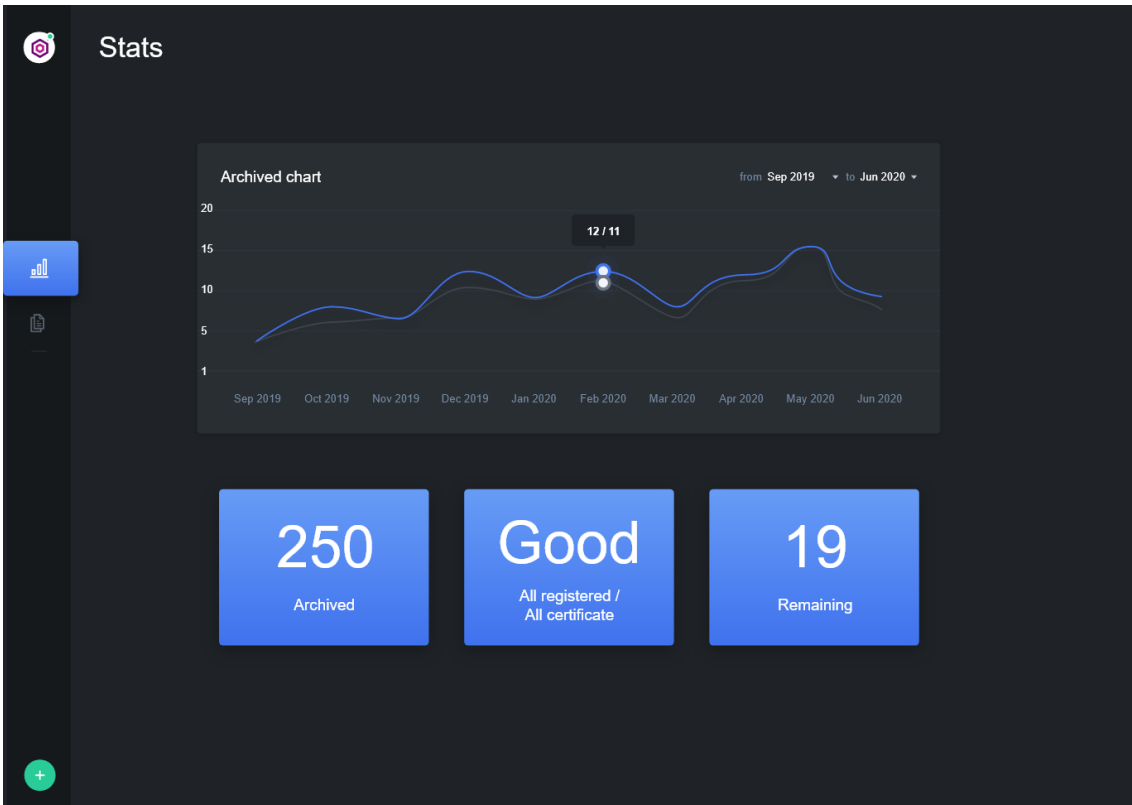 Stats
Archived chart
from Sep 2019 to Jun 2020
20
12 / 11
15
10
5
1
Sep 2019 Oct 2019 Nov 2019 Dec 2019 Jan 2020 Feb 2020 Mar 2020 Apr 2020 May 2020 Jun 2020
250
Archived
Good
All registered /
All certificate
19
Remaining
+